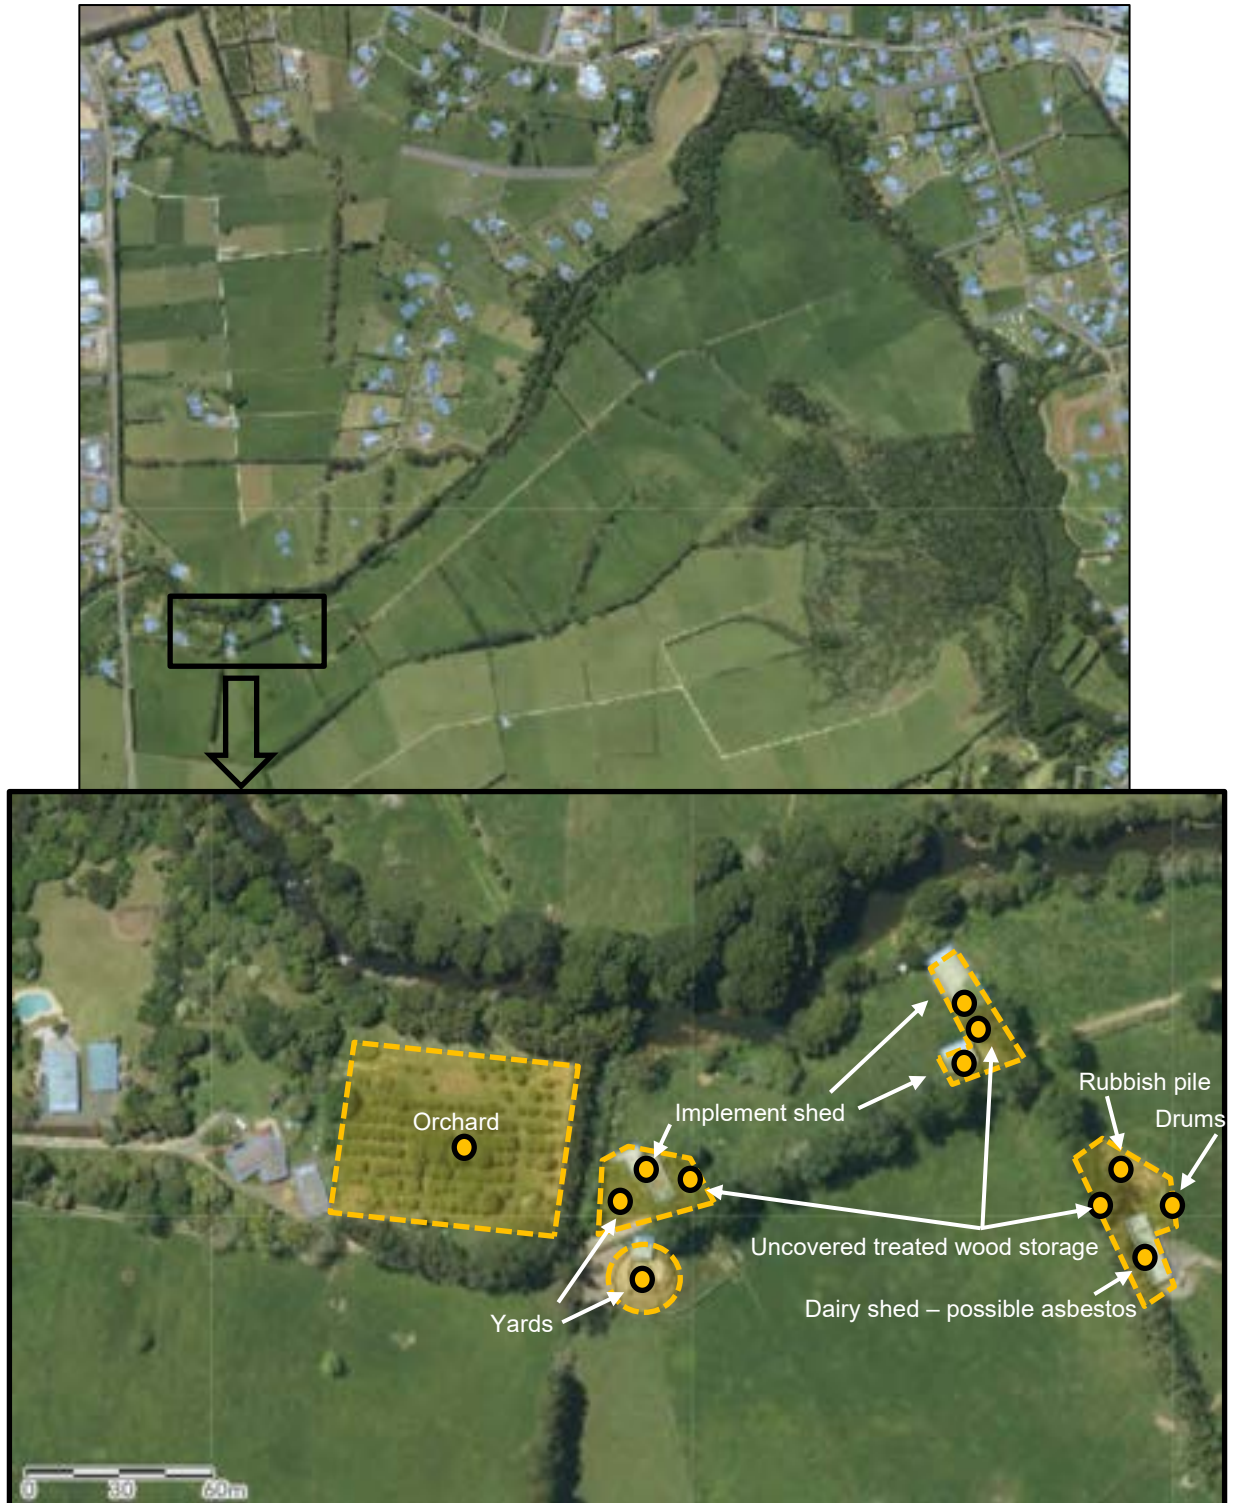 Rubbish pile
Implement shed
Drums
Orchard
Uncovered treated wood storage
Dairy shed – possible asbestos
Yards
0 30 60m